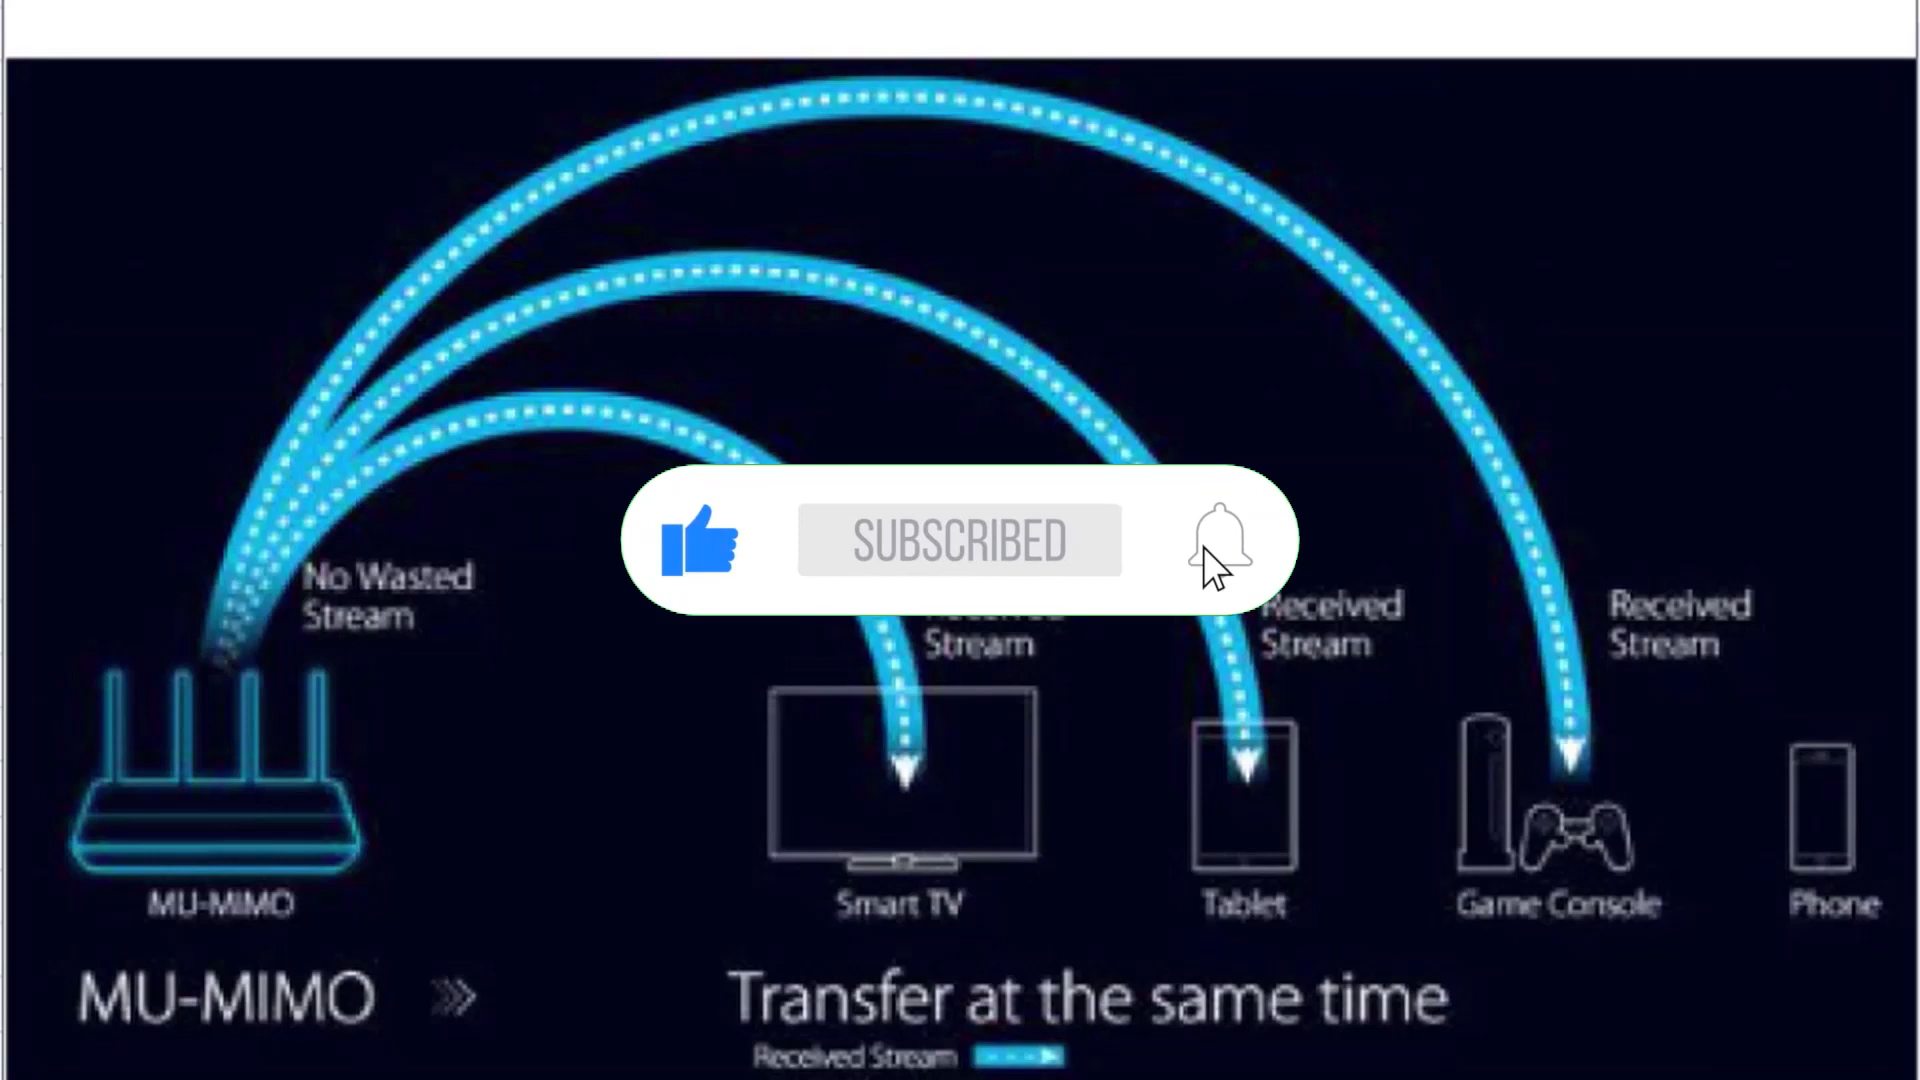 SUBSCRIBED
No Wasted
Stream
Received
Stream
Received
Stream
Received
Stream
MU-MIMO
Smart TV
Tablet
Game Console
Phone
MU-MIMO
Transfer at the same time
Received Stream